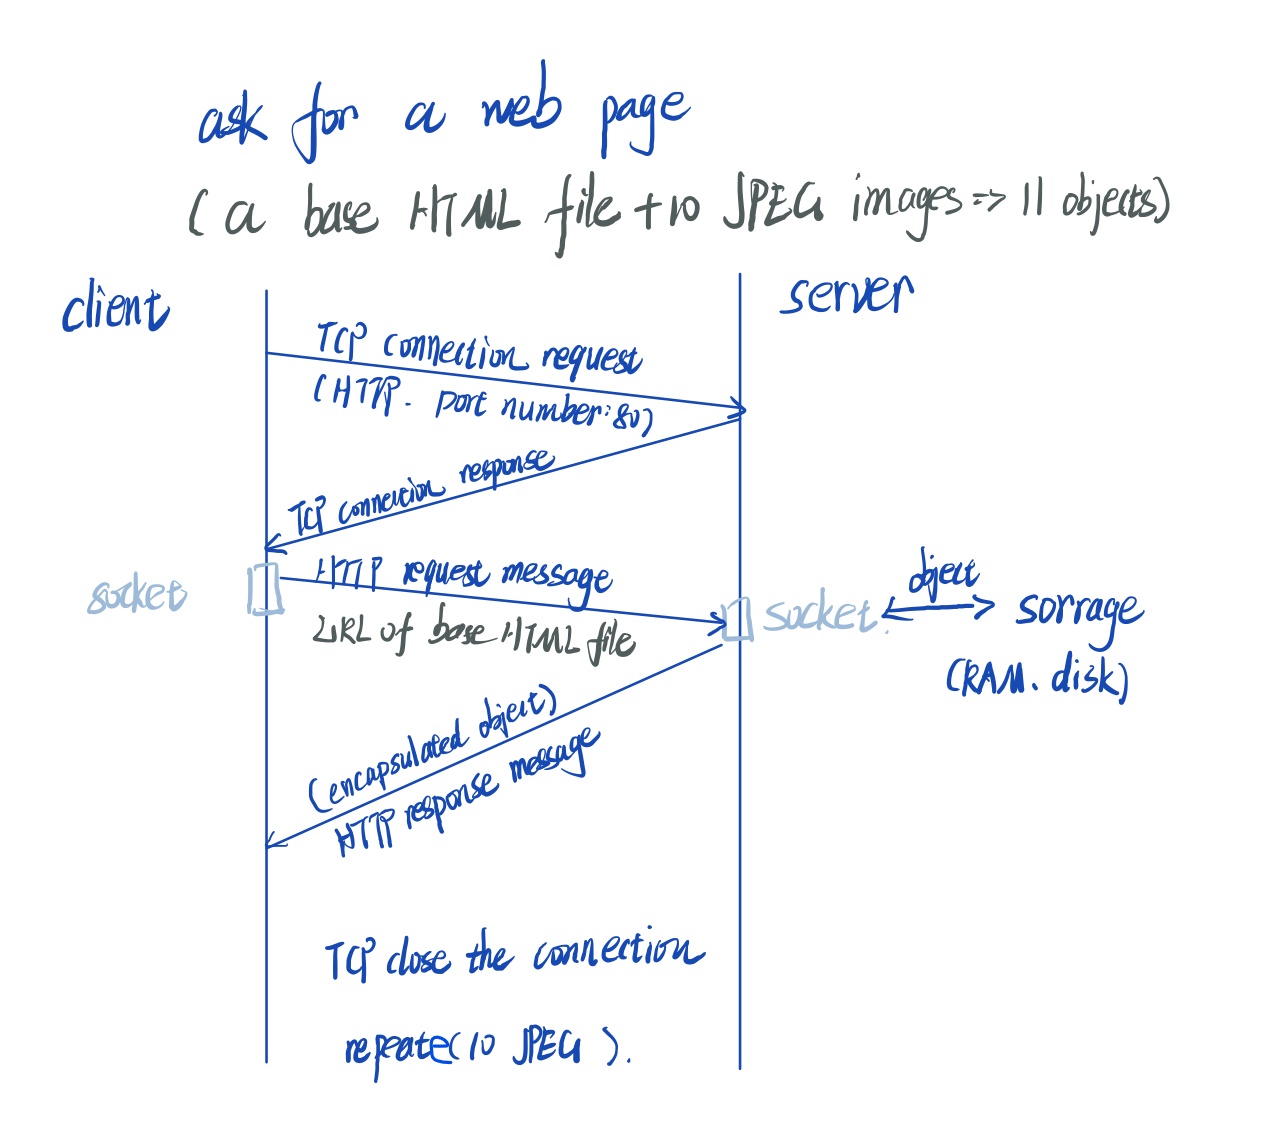 ask for a web page
( a base HTML file + 10 JPEG images => 11 objects)
client
server
TCP connection request
(HTTP. port number:80)
TCP connection response
socket
HTTP request message
URL of base HTML file
socket.
object
sorrage
(RAM. disk)
(encapsulated object)
HTTP response message
TCP close the connection
repeate(10 JPEG ).